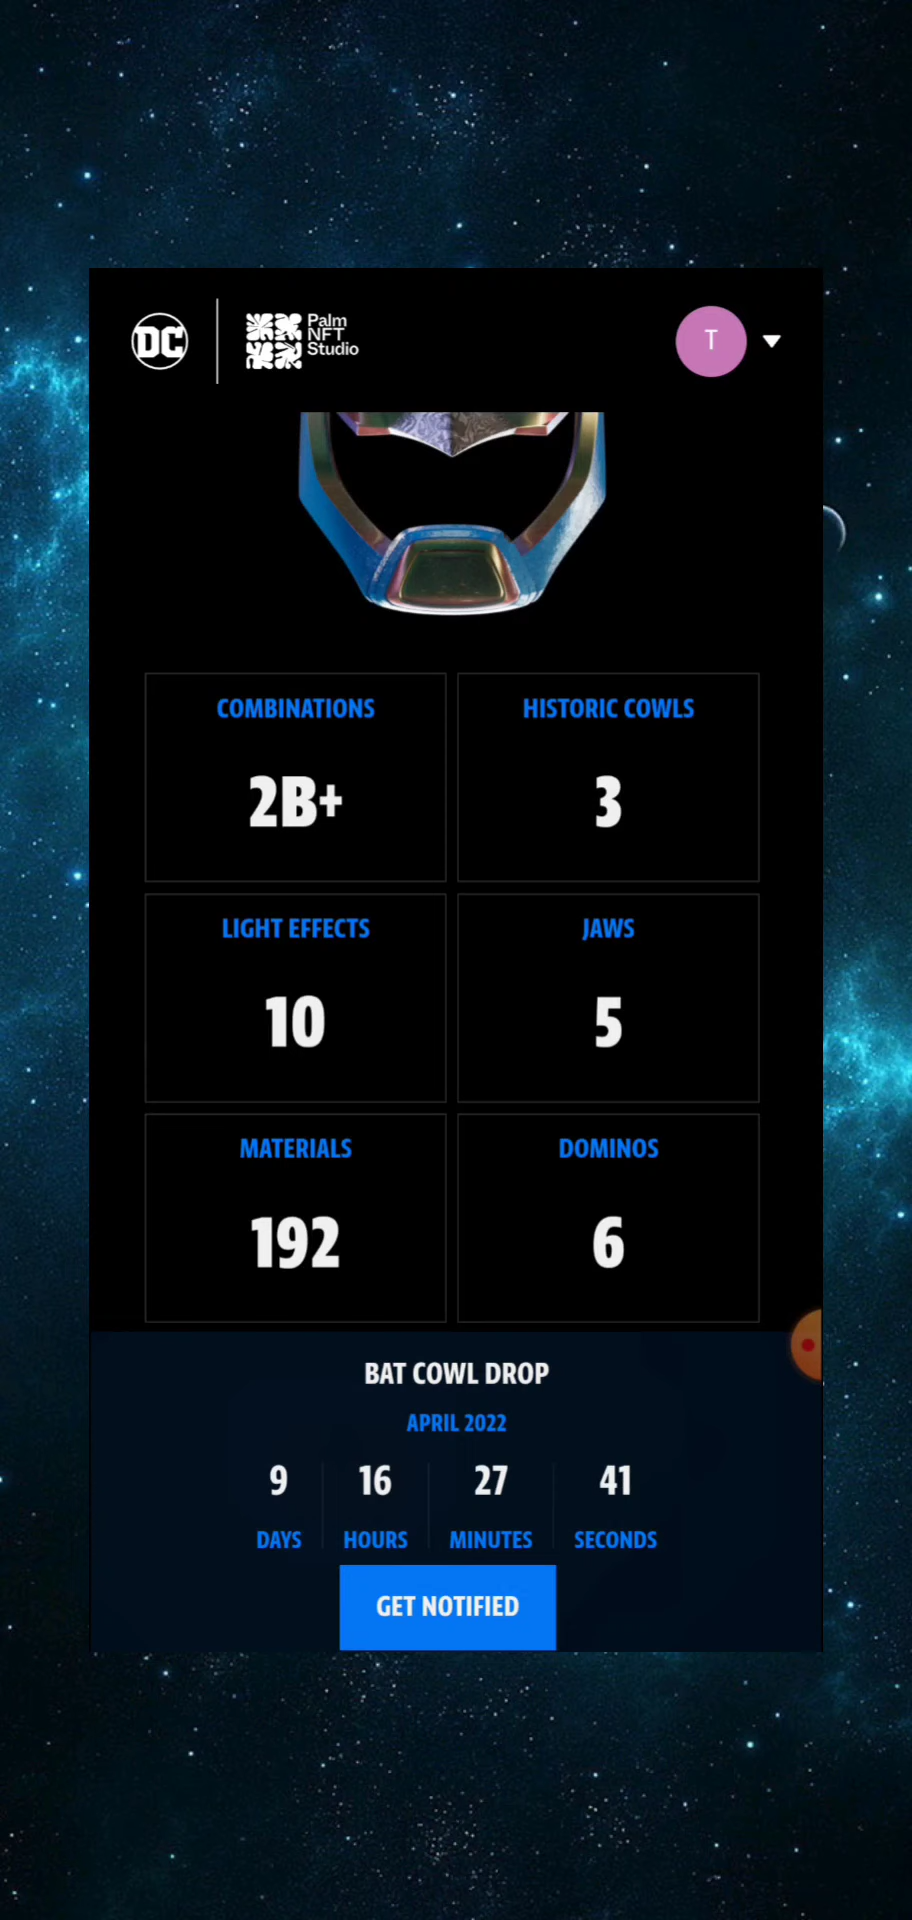 DC
Palm
NFT
Studio
T
COMBINATIONS
2B+
HISTORIC COWLS
3
LIGHT EFFECTS
10
JAWS
5
MATERIALS
192
DOMINOS
6
BAT COWL DROP
APRIL 2022
9 16 27 41
DAYS HOURS MINUTES SECONDS
GET NOTIFIED